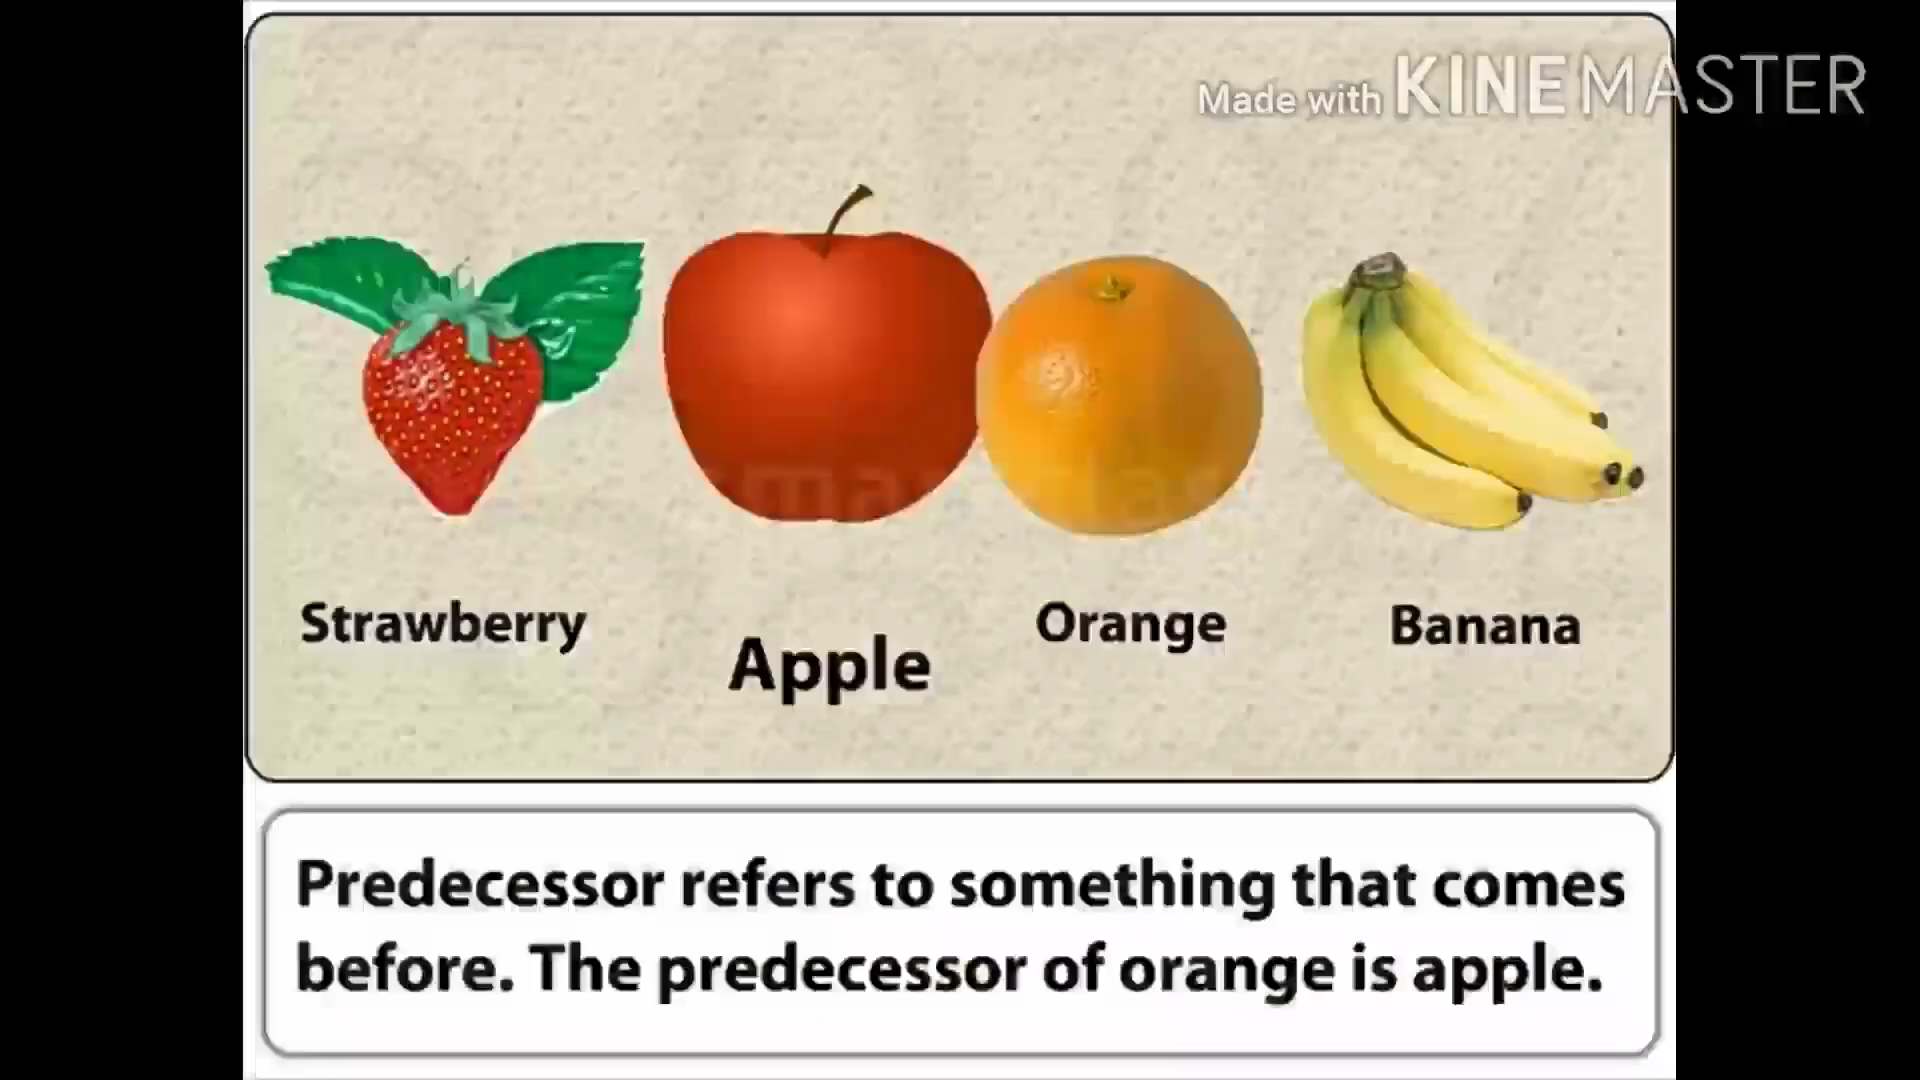 Made with KINEMASTER
Strawberry
Apple
Orange
Banana
Predecessor refers to something that comes
before. The predecessor of orange is apple.